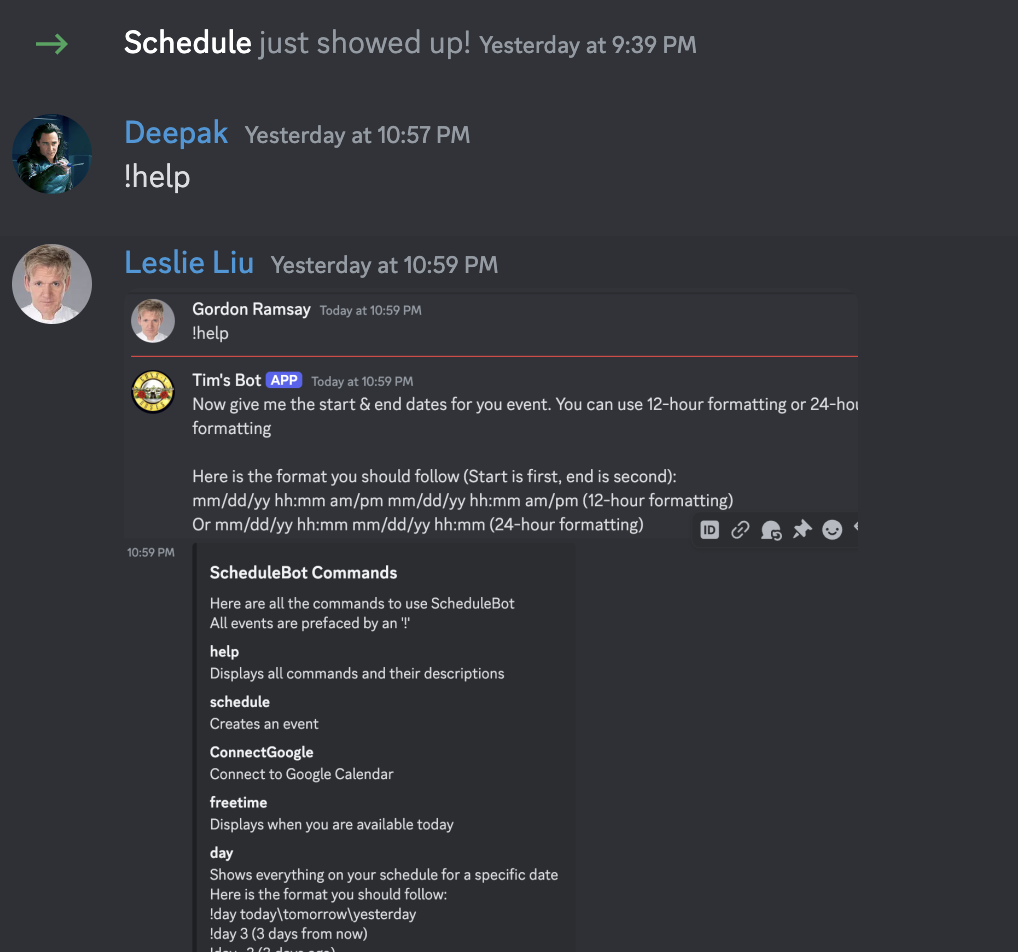 Schedule just showed up! Yesterday at 9:39 PM
Deepak Yesterday at 10:57 PM
!help
Leslie Liu Yesterday at 10:59 PM
Gordon Ramsay Today at 10:59 PM
!help
Tim's Bot APP Today at 10:59 PM
Now give me the start & end dates for you event. You can use 12-hour formatting or 24-hou
formatting
Here is the format you should follow (Start is first, end is second):
mm/dd/yy hh:mm am/pm mm/dd/yy hh:mm am/pm (12-hour formatting)
Or mm/dd/yy hh:mm mm/dd/yy hh:mm (24-hour formatting)
ID
10:59 PM
ScheduleBot Commands
Here are all the commands to use ScheduleBot
All events are prefaced by an '!'
help
Displays all commands and their descriptions
schedule
Creates an event
ConnectGoogle
Connect to Google Calendar
freetime
Displays when you are available today
day
Shows everything on your schedule for a specific date
Here is the format you should follow:
!day today\tomorrow\yesterday
!day 3 (3 days from now)